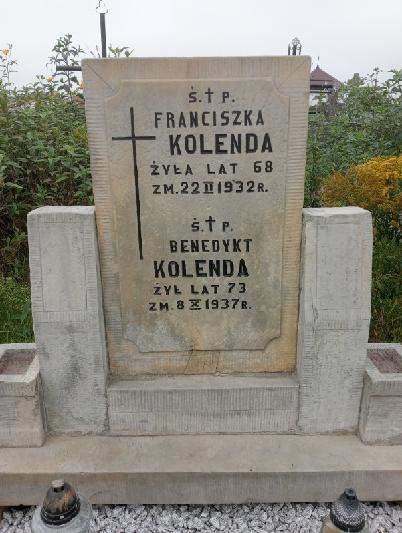 Ś.†P.
FRANCISZKA
KOLENDA
ŻYŁA LAT 68
ZM. 22 II 1932 R.
Ś.†P.
BENEDYKT
KOLENDA
ŻYŁ LAT 73
ZM. 8 X 1937 R.